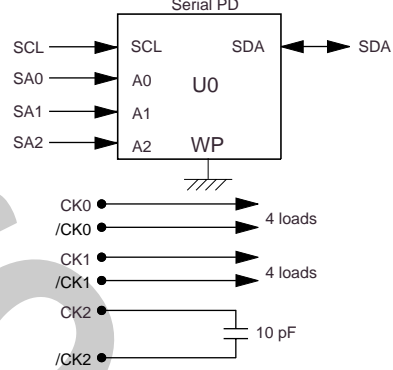 Serial PD
SCL SCL SDA SDA
SA0 A0 U0
SA1 A1
SA2 A2 WP
CK0
4 loads
/CK0
CK1
4 loads
/CK1
CK2
10 pF
/CK2